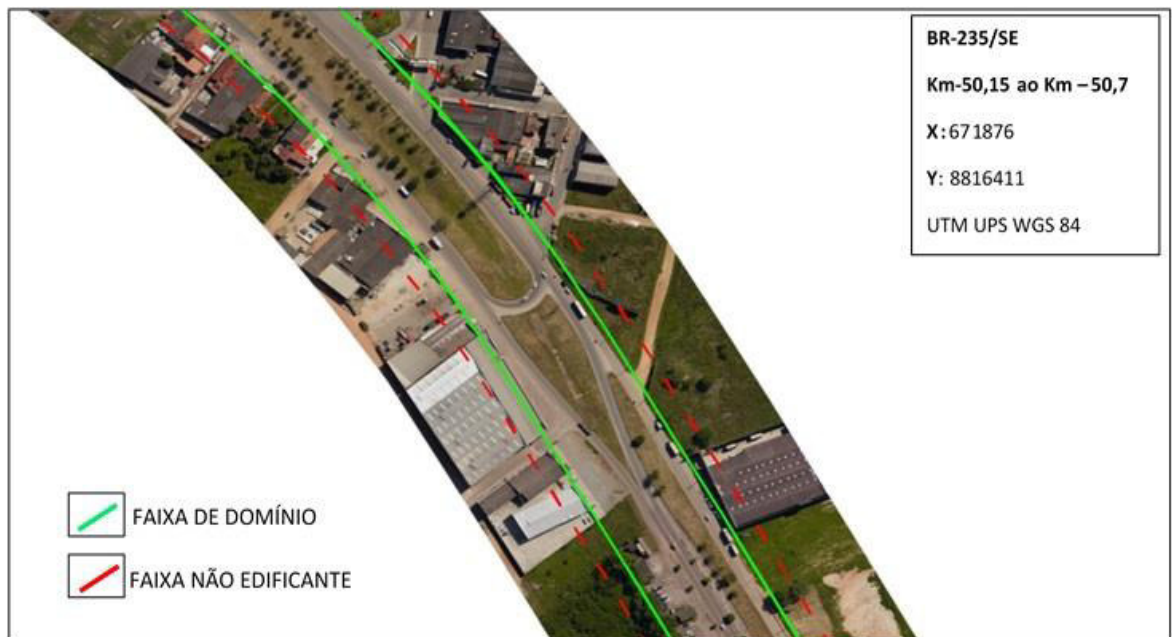 BR-235/SE
Km-50,15 ao Km – 50,7
X: 671876
Y: 8816411
UTM UPS WGS 84
FAIXA DE DOMÍNIO
FAIXA NÃO EDIFICANTE